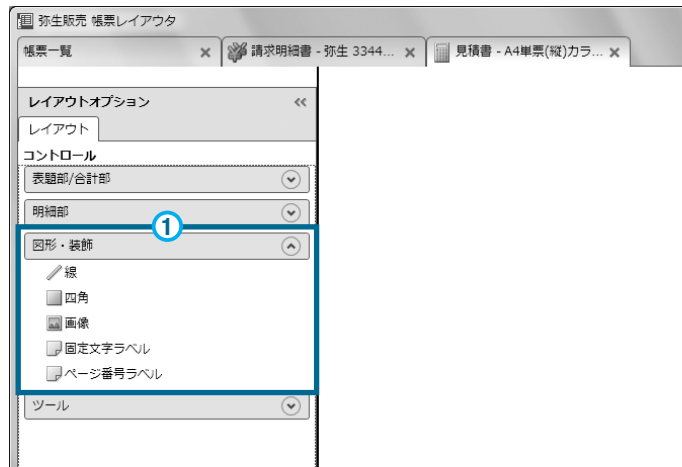 弥生販売 帳票レイアウタ
帳票一覧
請求明細書 - 弥生 3344...
見積書 - A4単票(縦)カラ...
レイアウトオプション
レイアウト
コントロール
表題部/合計部
明細部
1
図形・装飾
線
四角
画像
固定文字ラベル
ページ番号ラベル
ツール